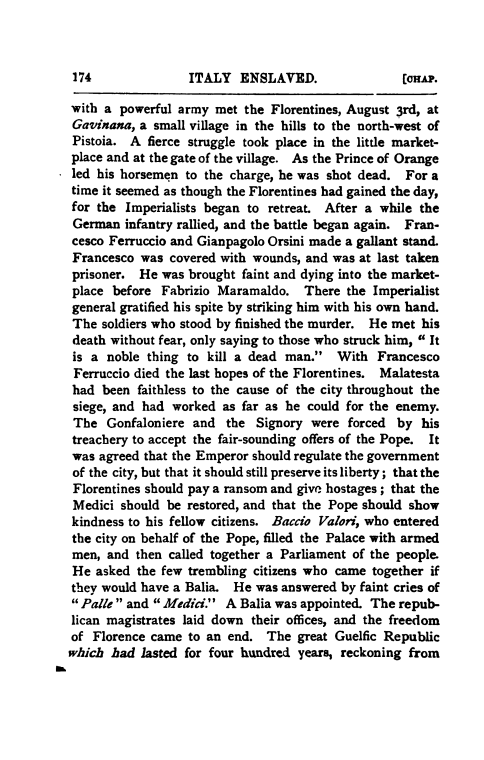 174 ITALY ENSLAVED. [CHAP.
with a powerful army met the Florentines, August 3rd, at
Gavinana, a small village in the hills to the north-west of
Pistoia. A fierce struggle took place in the little market-
place and at the gate of the village. As the Prince of Orange
led his horsemen to the charge, he was shot dead. For a
time it seemed as though the Florentines had gained the day,
for the Imperialists began to retreat. After a while the
German infantry rallied, and the battle began again. Fran-
cesco Ferruccio and Gianpagolo Orsini made a gallant stand.
Francesco was covered with wounds, and was at last taken
prisoner. He was brought faint and dying into the market-
place before Fabrizio Maramaldo. There the Imperialist
general gratified his spite by striking him with his own hand.
The soldiers who stood by finished the murder. He met his
death without fear, only saying to those who struck him, “ It
is a noble thing to kill a dead man.” With Francesco
Ferruccio died the last hopes of the Florentines. Malatesta
had been faithless to the cause of the city throughout the
siege, and had worked as far as he could for the enemy.
The Gonfaloniere and the Signory were forced by his
treachery to accept the fair-sounding offers of the Pope. It
was agreed that the Emperor should regulate the government
of the city, but that it should still preserve its liberty ; that the
Florentines should pay a ransom and give hostages ; that the
Medici should be restored, and that the Pope should show
kindness to his fellow citizens. Baccio Valori, who entered
the city on behalf of the Pope, filled the Palace with armed
men, and then called together a Parliament of the people.
He asked the few trembling citizens who came together if
they would have a Balia. He was answered by faint cries of
“ Palle ” and “ Medici.” A Balia was appointed. The repub-
lican magistrates laid down their offices, and the freedom
of Florence came to an end. The great Guelfic Republic
which had lasted for four hundred years, reckoning from